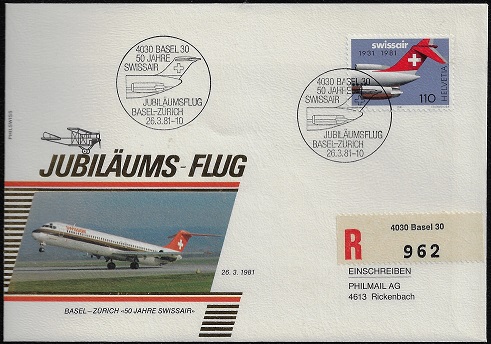 4030 BASEL 30
50 JAHRE
SWISSAIR
JUBILÄUMSFLUG
BASEL-ZÜRICH
26.3.81-10
swissair
1931 1981
HELVETIA
110
4030 BASEL 30
50 JAHRE
SWISSAIR
JUBILÄUMSFLUG
BASEL-ZÜRICH
26.3.81-10
PHILSWISS
JUBILÄUMS-FLUG
swissair
26. 3. 1981
BASEL–ZÜRICH «50 JAHRE SWISSAIR»
R
4030 Basel 30
962
EINSCHREIBEN
PHILMAIL AG
4613 Rickenbach